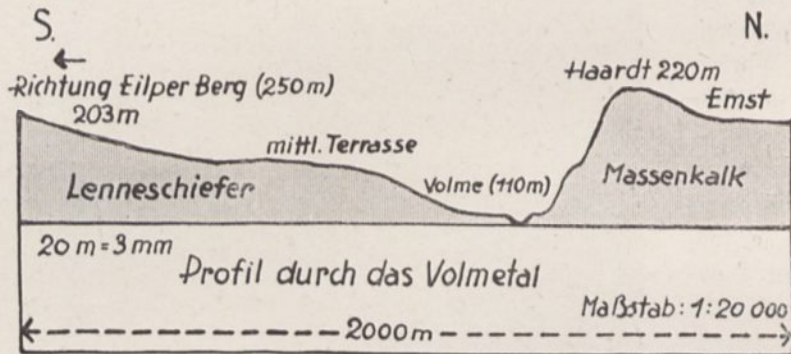 S.
N.
Richtung Eilper Berg (250m)
203m
Haardt 220m
Emst
mittl. Terrasse
Volme (110m)
Lenneschiefer
Massenkalk
20 m = 3 mm
Profil durch das Volmetal
Maßstab: 1:20 000
2000m